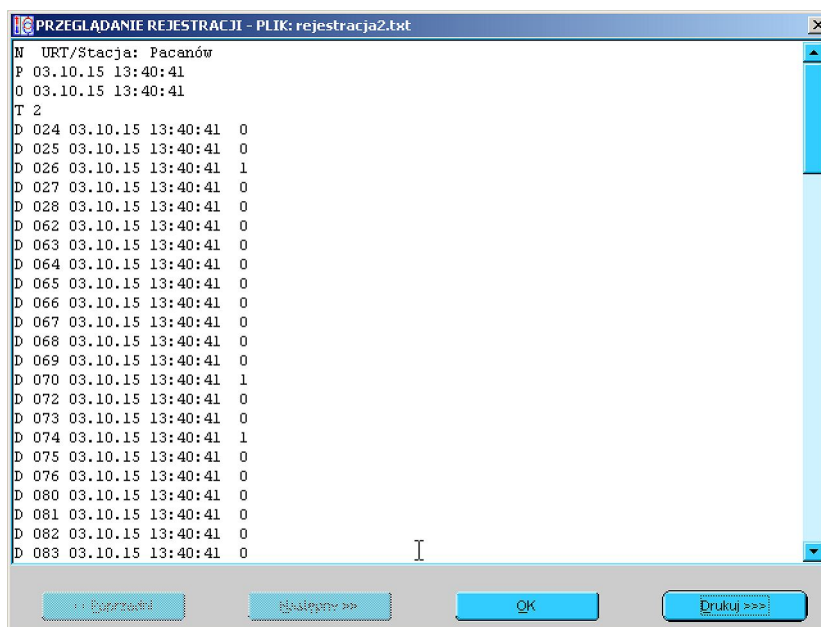 PRZEGLĄDANIE REJESTRACJI - PLIK: rejestracja2.txt
N URT/Stacja: Pacanów
P 03.10.15 13:40:41
O 03.10.15 13:40:41
T 2
D 024 03.10.15 13:40:41 0
D 025 03.10.15 13:40:41 0
D 026 03.10.15 13:40:41 1
D 027 03.10.15 13:40:41 0
D 028 03.10.15 13:40:41 0
D 062 03.10.15 13:40:41 0
D 063 03.10.15 13:40:41 0
D 064 03.10.15 13:40:41 0
D 065 03.10.15 13:40:41 0
D 066 03.10.15 13:40:41 0
D 067 03.10.15 13:40:41 0
D 068 03.10.15 13:40:41 0
D 069 03.10.15 13:40:41 0
D 070 03.10.15 13:40:41 1
D 072 03.10.15 13:40:41 0
D 073 03.10.15 13:40:41 0
D 074 03.10.15 13:40:41 1
D 075 03.10.15 13:40:41 0
D 076 03.10.15 13:40:41 0
D 080 03.10.15 13:40:41 0
D 081 03.10.15 13:40:41 0
D 082 03.10.15 13:40:41 0
D 083 03.10.15 13:40:41 0
<< Poprzedni Następny >> OK Drukuj >>>